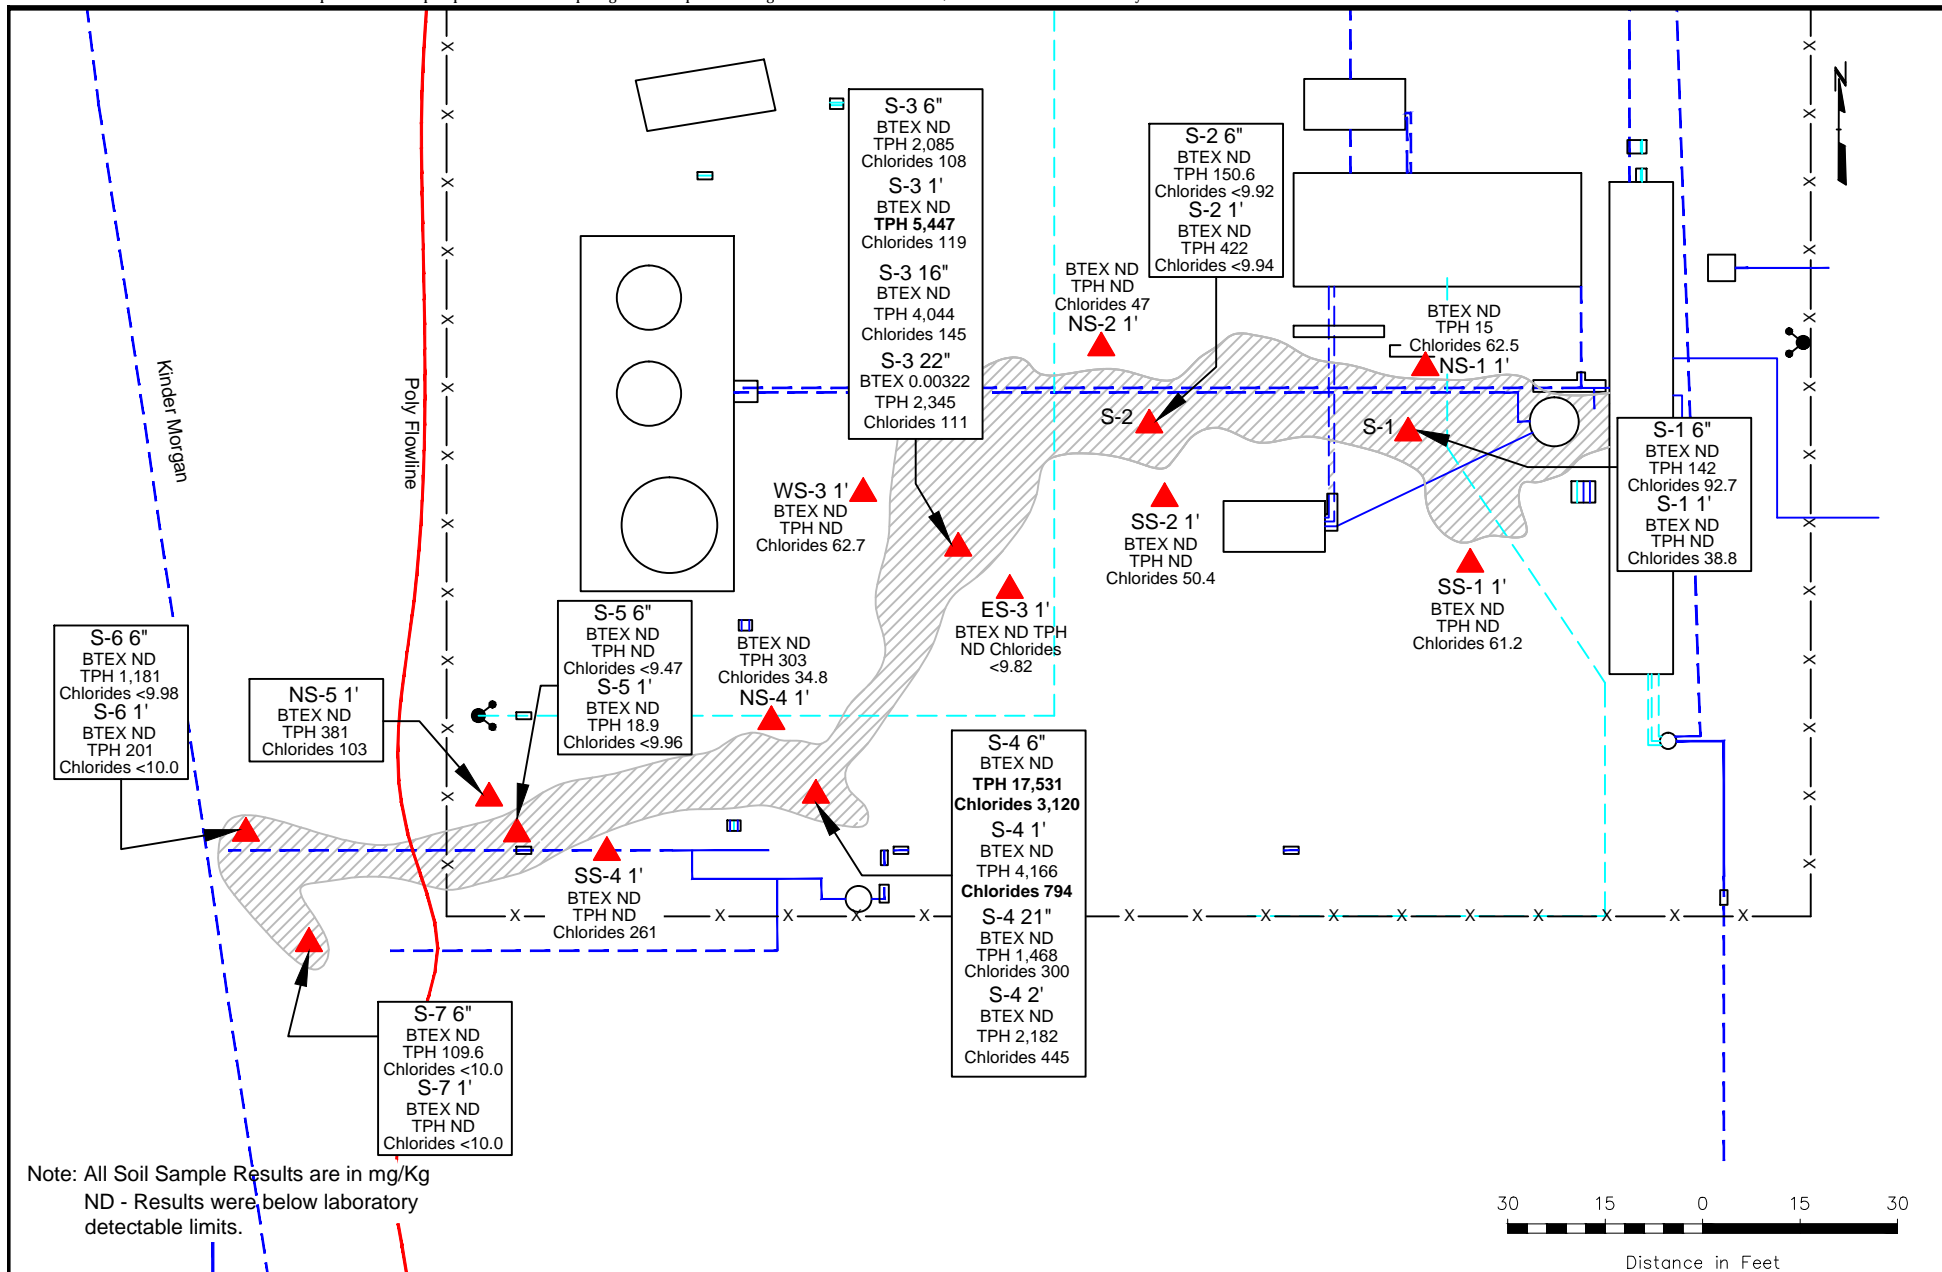 S-3 6"
BTEX ND
TPH 2,085
Chlorides 108
S-3 1'
BTEX ND
TPH 5,447
Chlorides 119
S-3 16"
BTEX ND
TPH 4,044
Chlorides 145
S-3 22"
BTEX 0.00322
TPH 2,345
Chlorides 111
S-2 6"
BTEX ND
TPH 150.6
Chlorides <9.92
S-2 1'
BTEX ND
TPH 422
Chlorides <9.94
N
BTEX ND
TPH ND
Chlorides 47
NS-2 1'
BTEX ND
TPH 15
Chlorides 62.5
NS-1 1'
Kinder Morgan
Poly Flowline
S-2
S-1
S-1 6"
BTEX ND
TPH 142
Chlorides 92.7
S-1 1'
BTEX ND
TPH ND
Chlorides 38.8
WS-3 1'
BTEX ND
TPH ND
Chlorides 62.7
SS-2 1'
BTEX ND
TPH ND
Chlorides 50.4
SS-1 1'
BTEX ND
TPH ND
Chlorides 61.2
ES-3 1'
BTEX ND TPH
ND Chlorides
<9.82
S-6 6"
BTEX ND
TPH 1,181
Chlorides <9.98
S-6 1'
BTEX ND
TPH 201
Chlorides <10.0
NS-5 1'
BTEX ND
TPH 381
Chlorides 103
S-5 6"
BTEX ND
TPH ND
Chlorides <9.47
S-5 1'
BTEX ND
TPH 18.9
Chlorides <9.96
BTEX ND
TPH 303
Chlorides 34.8
NS-4 1'
S-4 6"
BTEX ND
TPH 17,531
Chlorides 3,120
S-4 1'
BTEX ND
TPH 4,166
Chlorides 794
S-4 21"
BTEX ND
TPH 1,468
Chlorides 300
S-4 2'
BTEX ND
TPH 2,182
Chlorides 445
SS-4 1'
BTEX ND
TPH ND
Chlorides 261
S-7 6"
BTEX ND
TPH 109.6
Chlorides <10.0
S-7 1'
BTEX ND
TPH ND
Chlorides <10.0
Note: All Soil Sample Results are in mg/Kg
ND - Results were below laboratory
detectable limits.
30 15 0 15 30
Distance in Feet